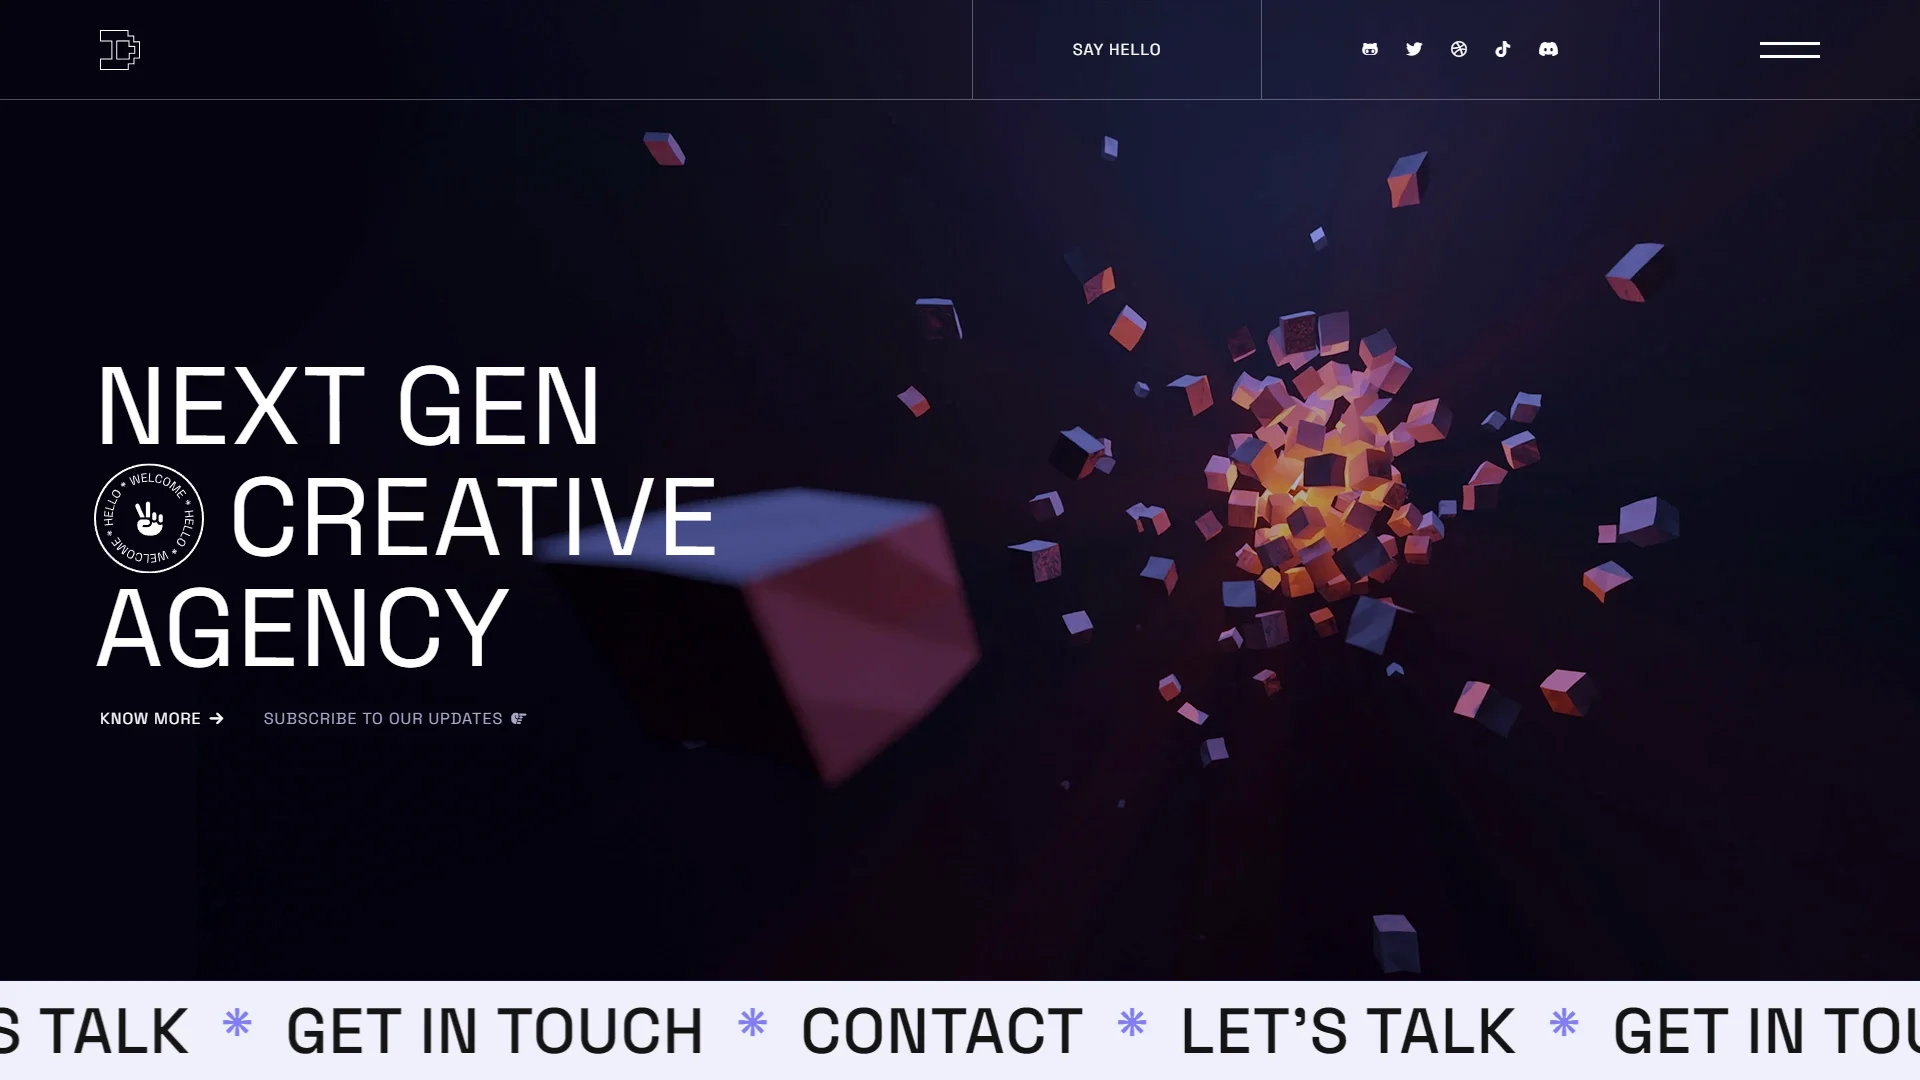 SAY HELLO
NEXT GEN
HELLO * WELCOME * HELLO * WELCOME *
CREATIVE
AGENCY
KNOW MORE
SUBSCRIBE TO OUR UPDATES
S TALK * GET IN TOUCH * CONTACT * LET'S TALK * GET IN TOU